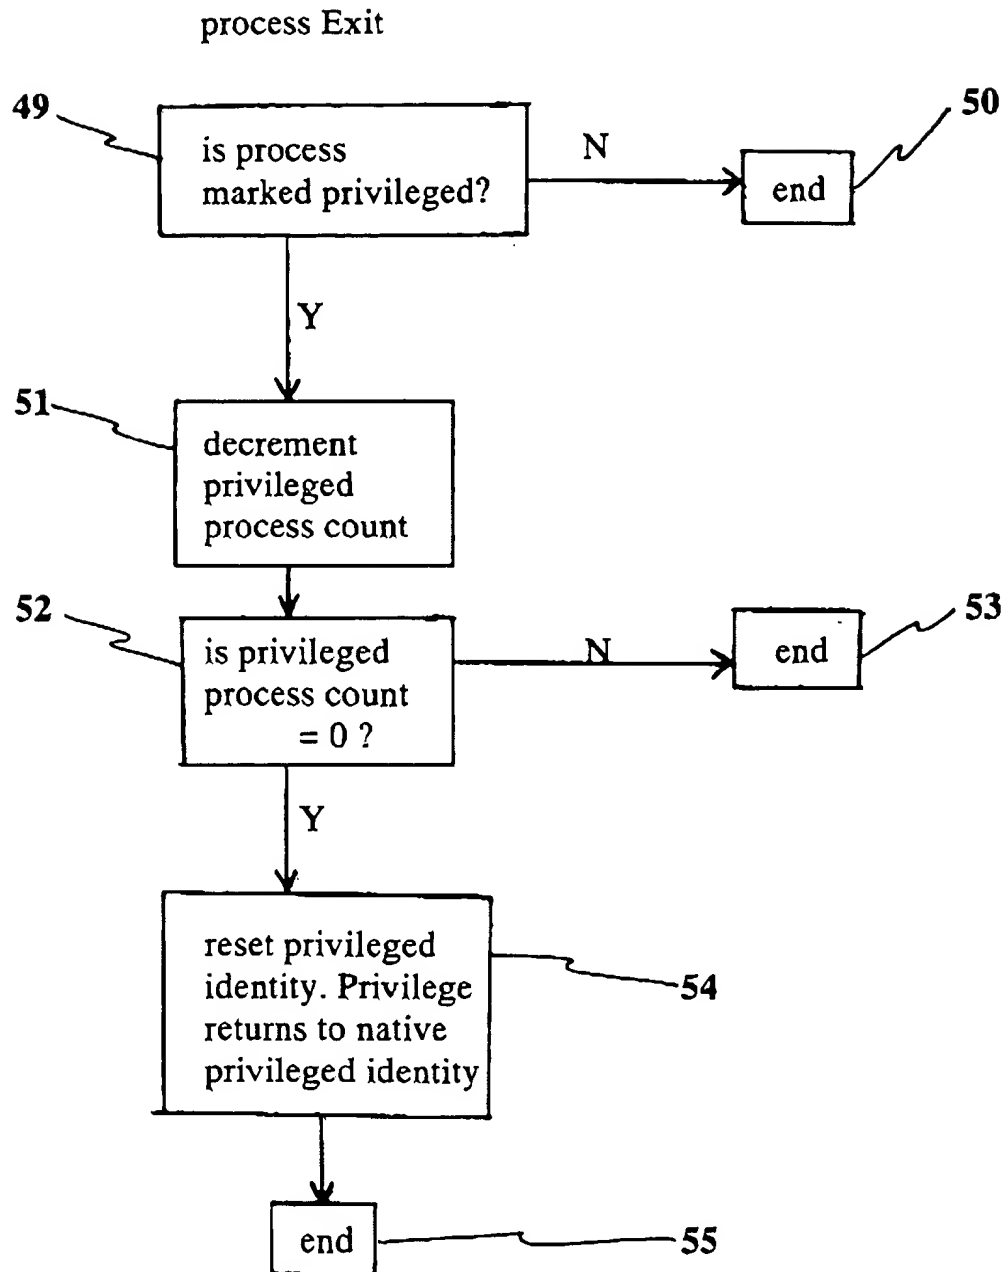 process Exit
49
is process
marked privileged?
N
end
50
Y
51
decrement
privileged
process count
52
is privileged
process count
= 0 ?
N
end
53
Y
reset privileged
identity. Privilege
returns to native
privileged identity
54
end
55